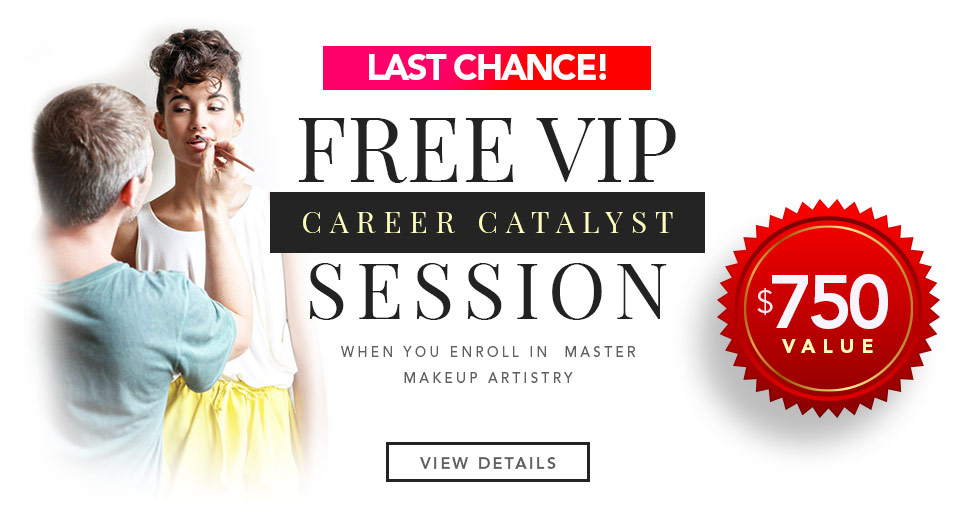 LAST CHANCE!
FREE VIP
CAREER CATALYST
SESSION
WHEN YOU ENROLL IN MASTER
MAKEUP ARTISTRY
VIEW DETAILS
$750
VALUE